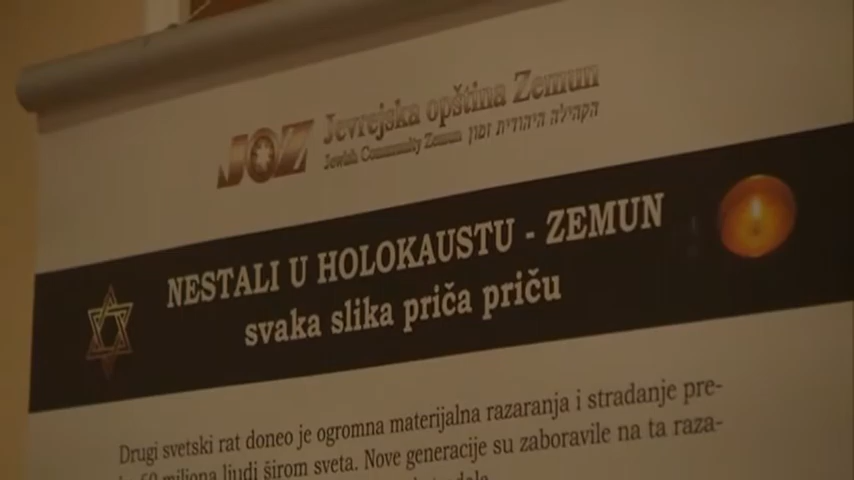 JOZ
Jevrejska opština Zemun
Jewish Community Zemun הקהילה היהודית זמון
NESTALI U HOLOKAUSTU - ZEMUN
svaka slika priča priču
Drugi svetski rat doneo je ogromna materijalna razaranja i stradanje pre-
miliona ljudi širom sveta. Nove generacije su zaboravile na ta raza-